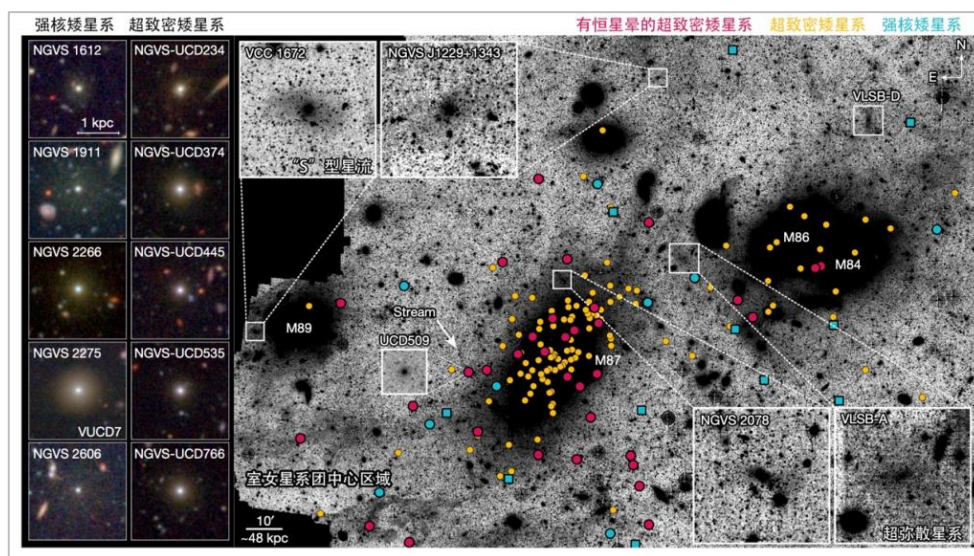 强核矮星系 超致密矮星系
有恒星晕的超致密矮星系 超致密矮星系 强核矮星系
NGVS 1612 NGVS-UCD234
1 kpc
NGVS 1911 NGVS-UCD374
NGVS 2266 NGVS-UCD445
NGVS 2275 NGVS-UCD535
VUCD7
NGVS 2606 NGVS-UCD766
VCC 1672 NGVS J1229+1343
“S”型星流
N
E
VLSB-D
M86
M84
M89
Stream
UCD509
M87
NGVS 2078 VLSB-A
超弥散星系
室女星系团中心区域
10′
~48 kpc